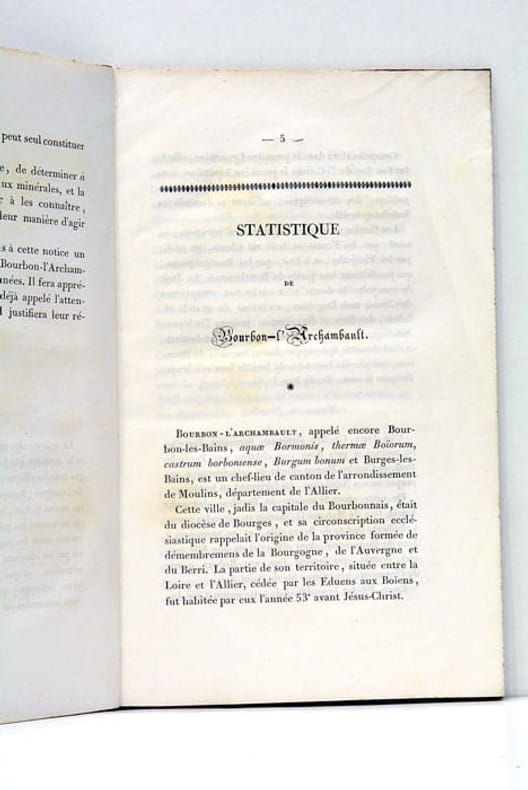 peut seul constituer
e, de déterminer à
ux minérales, et la
r à les connaître,
leur manière d'agir
s à cette notice un
Bourbon-l'Archam-
nées. Il fera appré-
déjà appelé l'atten-
l justifiera leur ré-
— 5 —
STATISTIQUE
DE
Bourbon-l'Archambault.
BOURBON-L'ARCHAMBAULT, appelé encore Bour-
bon-les-Bains, aquæ Bormonis, thermæ Boïorum,
castrum borboniense, Burgum bonum et Burges-les-
Bains, est un chef-lieu de canton de l'arrondissement
de Moulins, département de l'Allier.
Cette ville, jadis la capitale du Bourbonnais, était
du diocèse de Bourges, et sa circonscription ecclé-
siastique rappelait l'origine de la province formée de
démembremens de la Bourgogne, de l'Auvergne et
du Berri. La partie de son territoire, située entre la
Loire et l'Allier, cédée par les Eduens aux Boïens,
fut habitée par eux l'année 53e avant Jésus-Christ.